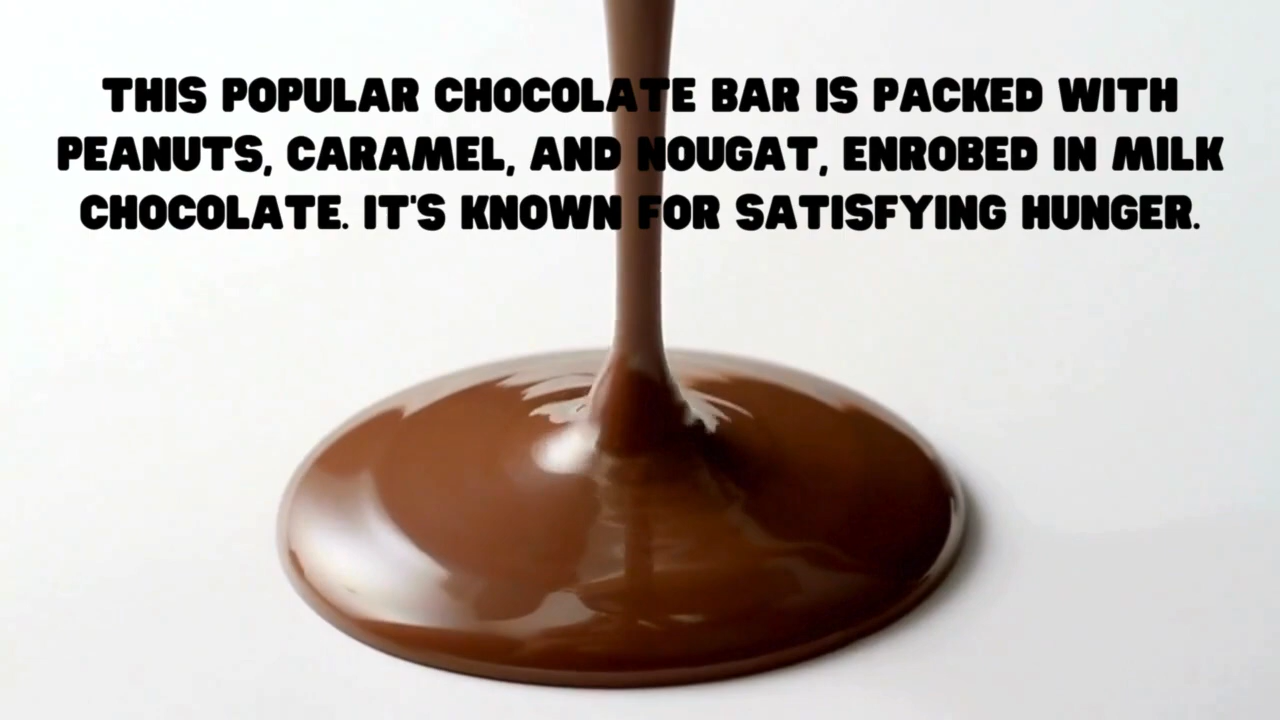 THIS POPULAR CHOCOLATE BAR IS PACKED WITH
PEANUTS, CARAMEL, AND NOUGAT, ENROBED IN MILK
CHOCOLATE. IT'S KNOWN FOR SATISFYING HUNGER.